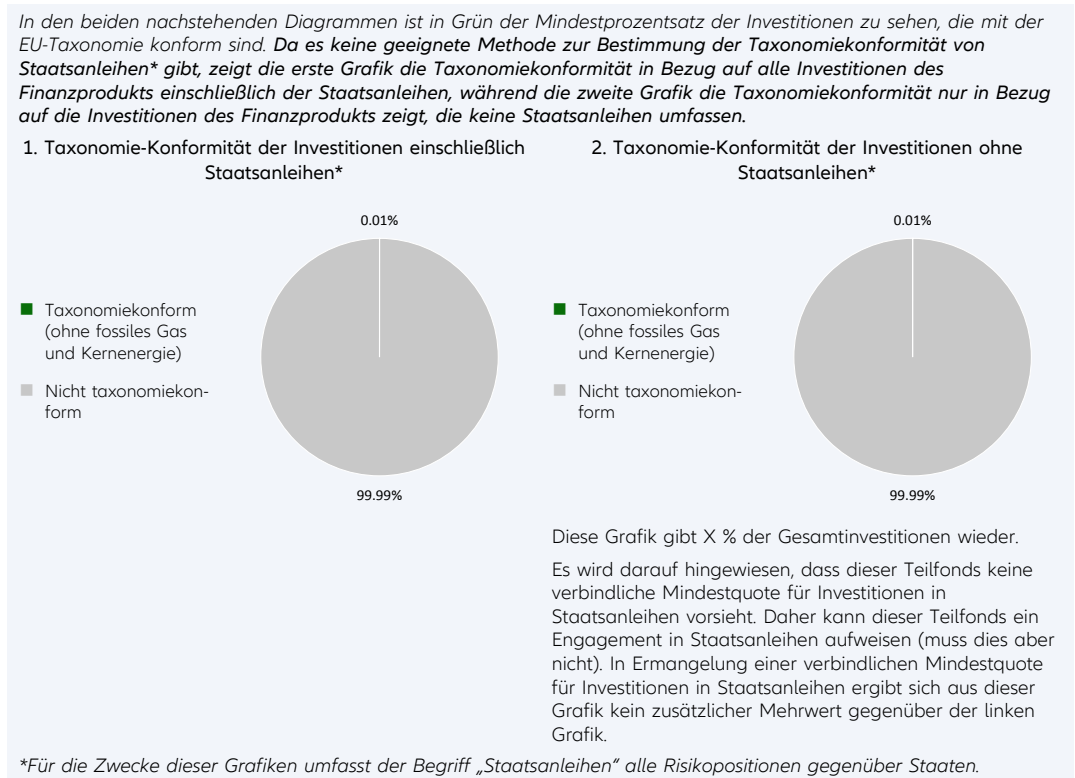 In den beiden nachstehenden Diagrammen ist in Grün der Mindestprozentsatz der Investitionen zu sehen, die mit der
EU-Taxonomie konform sind. Da es keine geeignete Methode zur Bestimmung der Taxonomiekonformität von
Staatsanleihen* gibt, zeigt die erste Grafik die Taxonomiekonformität in Bezug auf alle Investitionen des
Finanzprodukts einschließlich der Staatsanleihen, während die zweite Grafik die Taxonomiekonformität nur in Bezug
auf die Investitionen des Finanzprodukts zeigt, die keine Staatsanleihen umfassen.
1. Taxonomie-Konformität der Investitionen einschließlich
Staatsanleihen*
0.01%
Taxonomiekonform
(ohne fossiles Gas
und Kernenergie)
Nicht taxonomiekon-
form
99.99%
2. Taxonomie-Konformität der Investitionen ohne
Staatsanleihen*
0.01%
Taxonomiekonform
(ohne fossiles Gas
und Kernenergie)
Nicht taxonomiekon-
form
99.99%
Diese Grafik gibt X % der Gesamtinvestitionen wieder.
Es wird darauf hingewiesen, dass dieser Teilfonds keine
verbindliche Mindestquote für Investitionen in
Staatsanleihen vorsieht. Daher kann dieser Teilfonds ein
Engagement in Staatsanleihen aufweisen (muss dies aber
nicht). In Ermangelung einer verbindlichen Mindestquote
für Investitionen in Staatsanleihen ergibt sich aus dieser
Grafik kein zusätzlicher Mehrwert gegenüber der linken
Grafik.
*Für die Zwecke dieser Grafiken umfasst der Begriff „Staatsanleihen" alle Risikopositionen gegenüber Staaten.